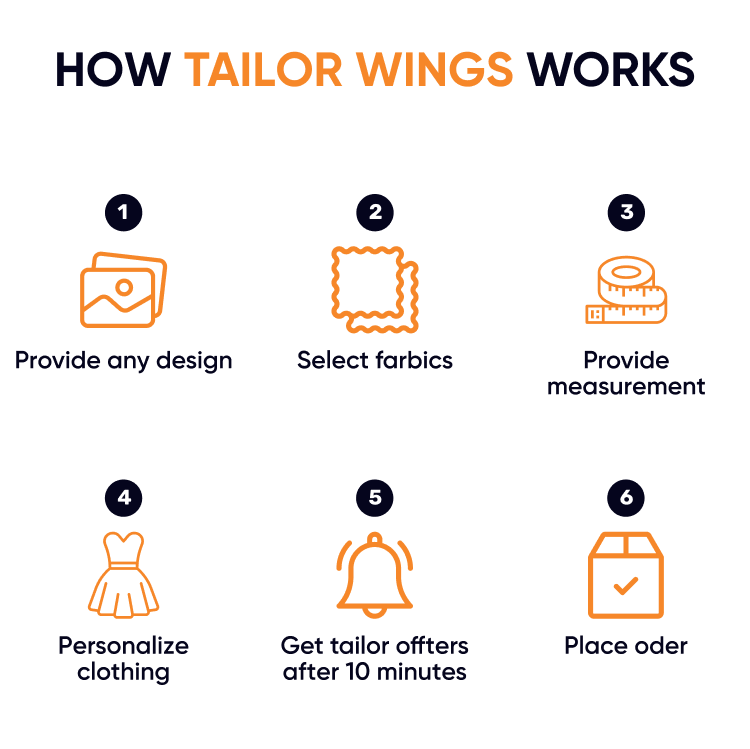 HOW TAILOR WINGS WORKS
1
Provide any design
2
Select farbics
3
Provide
measurement
4
Personalize
clothing
5
Get tailor offters
after 10 minutes
6
Place oder